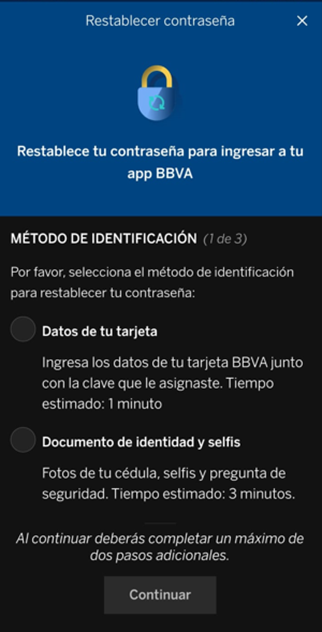 Restablecer contraseña
Restablece tu contraseña para ingresar a tu
app BBVA
MÉTODO DE IDENTIFICACIÓN (1 de 3)
Por favor, selecciona el método de identificación
para restablecer tu contraseña:
Datos de tu tarjeta
Ingresa los datos de tu tarjeta BBVA junto
con la clave que le asignaste. Tiempo
estimado: 1 minuto
Documento de identidad y selfis
Fotos de tu cédula, selfis y pregunta de
seguridad. Tiempo estimado: 3 minutos.
Al continuar deberás completar un máximo de
dos pasos adicionales.
Continuar